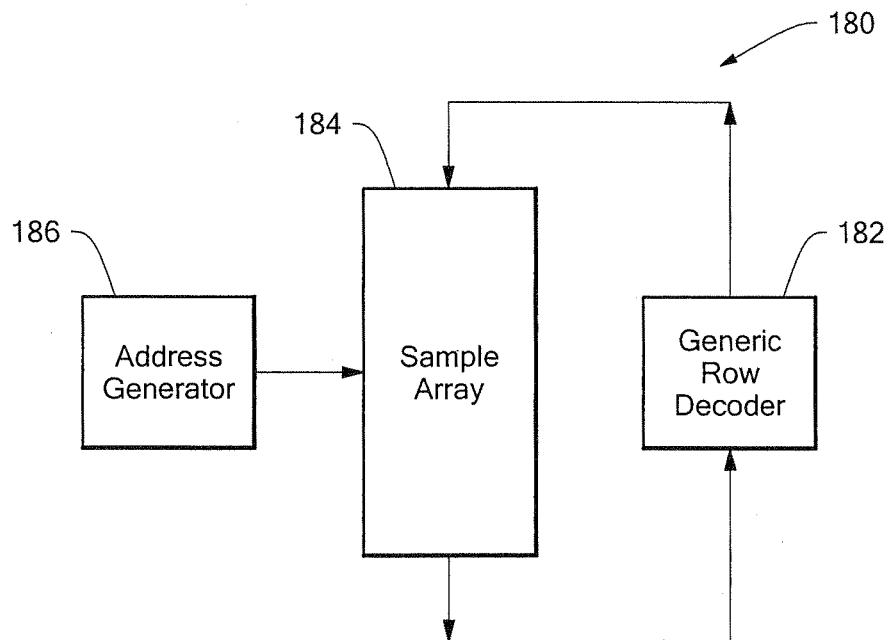 180
184
186
182
Address
Generator
Sample
Array
Generic
Row
Decoder